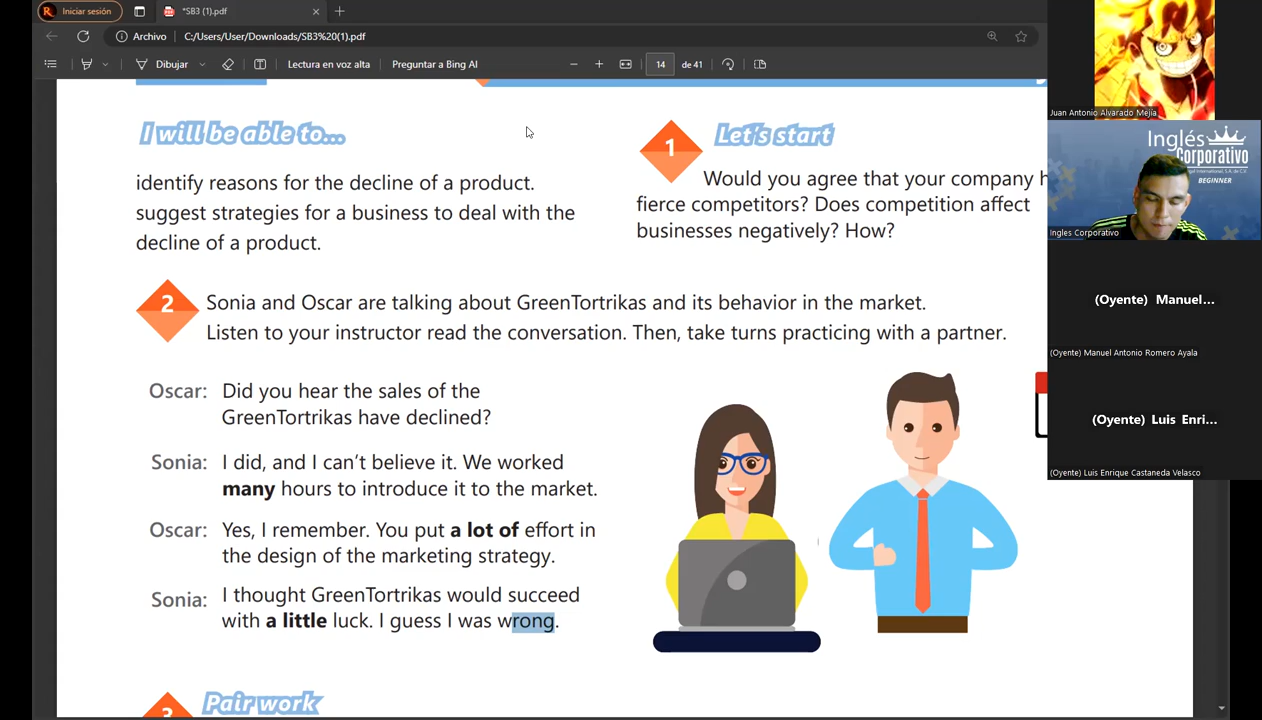 Iniciar sesión
*SB3 (1).pdf
Archivo
C:/Users/User/Downloads/SB3%20(1).pdf
Dibujar
Lectura en voz alta
Preguntar a Bing AI
14
de 41
I will be able to...
identify reasons for the decline of a product.
suggest strategies for a business to deal with the
decline of a product.
1
Let's start
Would you agree that your company h
fierce competitors? Does competition affect
businesses negatively? How?
2
Sonia and Oscar are talking about GreenTortrikas and its behavior in the market.
Listen to your instructor read the conversation. Then, take turns practicing with a partner.
Oscar: Did you hear the sales of the
GreenTortrikas have declined?
Sonia: I did, and I can't believe it. We worked
many hours to introduce it to the market.
Oscar: Yes, I remember. You put a lot of effort in
the design of the marketing strategy.
Sonia: I thought GreenTortrikas would succeed
with a little luck. I guess I was wrong.
3
Pair work
Juan Antonio Alvarado Mejía
Inglés
Corporativo
BEGINNER
Ingles Corporativo
(Oyente) Manuel...
(Oyente) Manuel Antonio Romero Ayala
(Oyente) Luis Enri...
(Oyente) Luis Enrique Castaneda Velasco